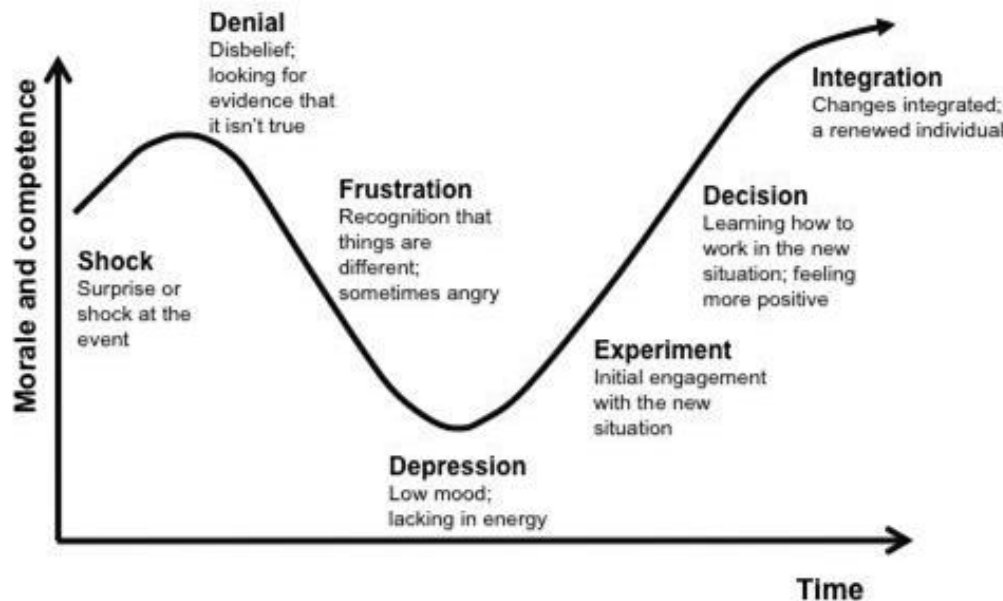 Denial
Disbelief;
looking for
evidence that
it isn't true
Morale and competence
Shock
Surprise or
shock at the
event
Frustration
Recognition that
things are
different;
sometimes angry
Depression
Low mood;
lacking in energy
Experiment
Initial engagement
with the new
situation
Decision
Learning how to
work in the new
situation; feeling
more positive
Integration
Changes integrated;
a renewed individual
Time